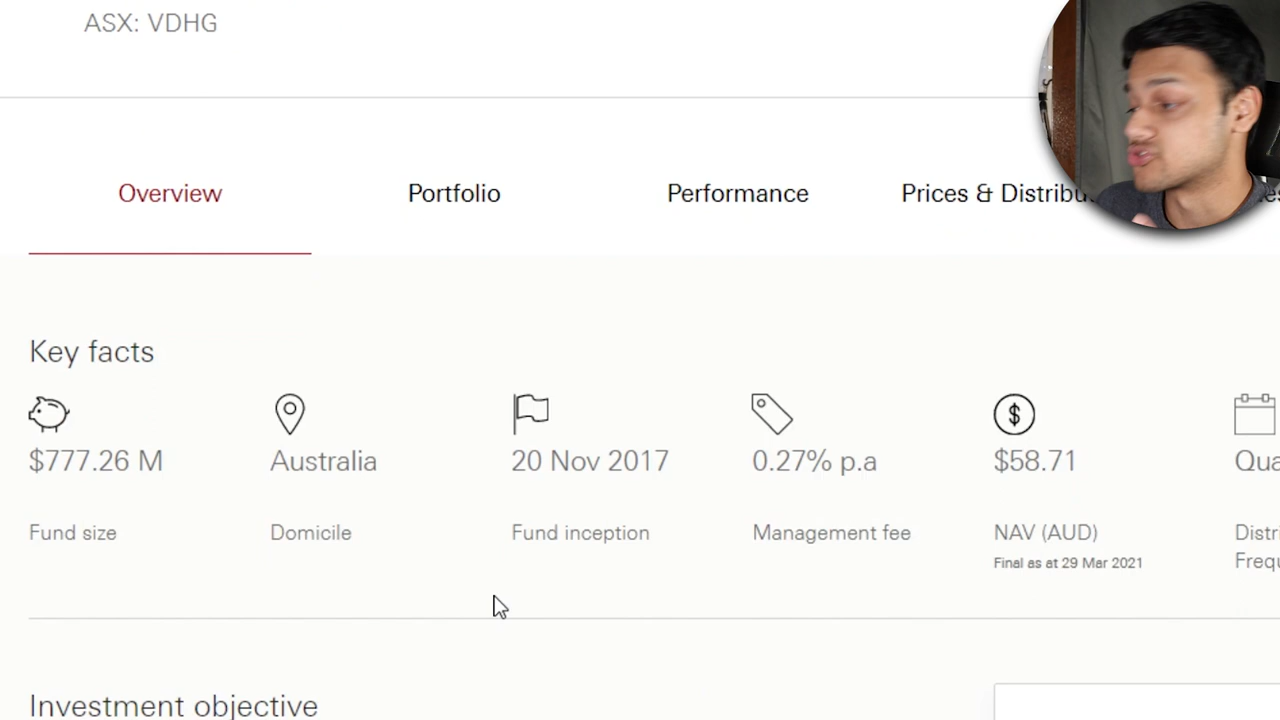 ASX: VDHG
Overview Portfolio Performance Prices &
Key facts
$777.26 M Australia 20 Nov 2017 0.27% p.a $58.71
Fund size Domicile Fund inception Management fee NAV (AUD)
Final as at 29 Mar 2021
Investment objective